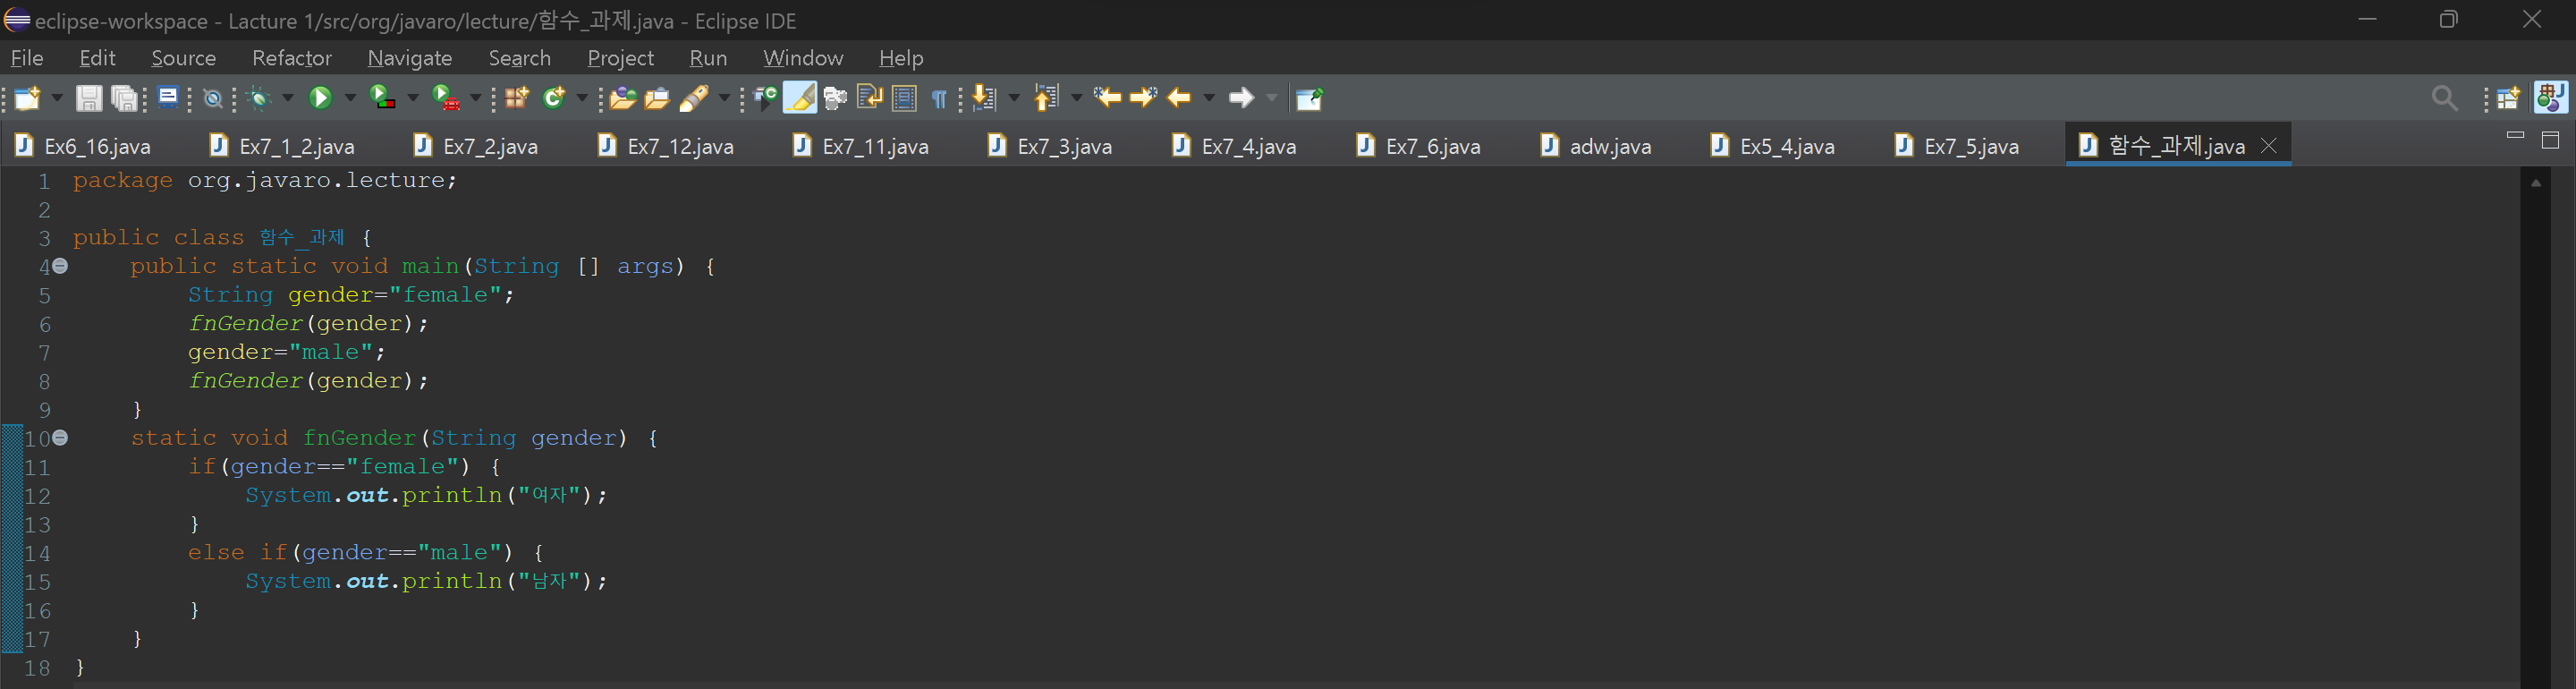 eclipse-workspace - Lacture 1/src/org/javaro/lecture/함수_과제.java - Eclipse IDE
File Edit Source Refactor Navigate Search Project Run Window Help
Ex6_16.java Ex7_1_2.java Ex7_2.java Ex7_12.java Ex7_11.java Ex7_3.java Ex7_4.java Ex7_6.java adw.java Ex5_4.java Ex7_5.java 함수_과제.java
1 package org.javaro.lecture;
2
3 public class 함수_과제 {
4 public static void main(String [] args) {
5 String gender="female";
6 fnGender(gender);
7 gender="male";
8 fnGender(gender);
9 }
10 static void fnGender(String gender) {
11 if(gender=="female") {
12 System.out.println("여자");
13 }
14 else if(gender=="male") {
15 System.out.println("남자");
16 }
17 }
18 }